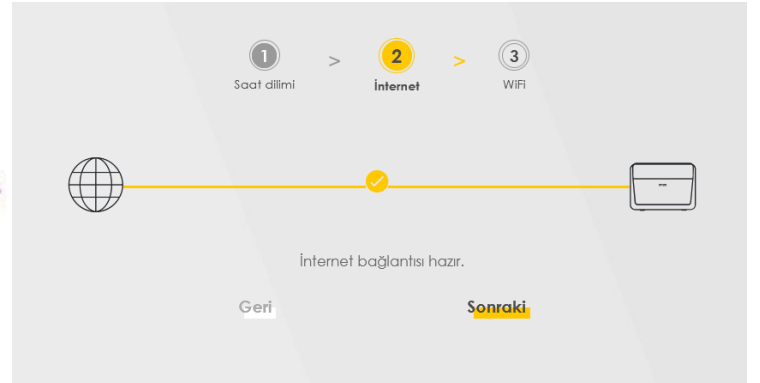 1 > 2 > 3
Saat dilimi İnternet WiFi
İnternet bağlantısı hazır.
Geri Sonraki